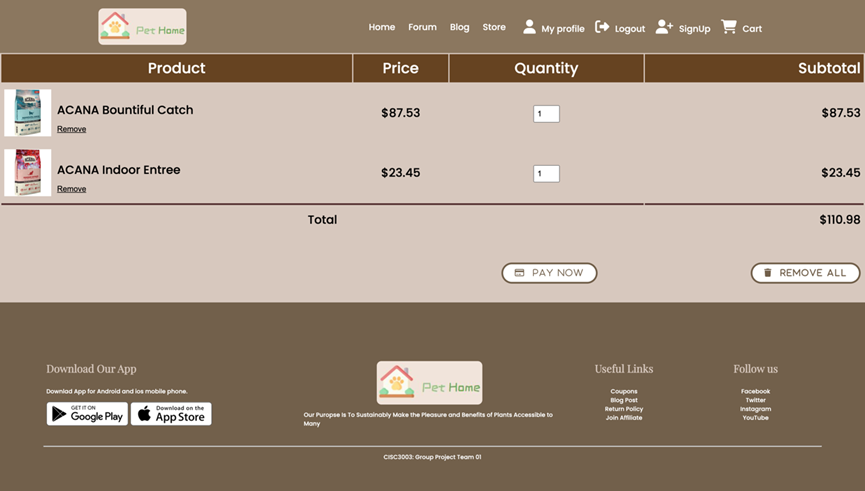 Pet Home
Home Forum Blog Store My profile Logout SignUp Cart
Product Price Quantity Subtotal
ACANA Bountiful Catch $87.53 1 $87.53
Remove
ACANA Indoor Entree $23.45 1 $23.45
Remove
Total $110.98
PAY NOW REMOVE ALL
Download Our App
Downlad App for Android and ios mobile phone.
GET IT ON
Google Play
Download on the
App Store
Pet Home
Our Puropse Is To Sustainably Make the Pleasure and Benefits of Plants Accessible to
Many
Useful Links
Coupons
Blog Post
Return Policy
Join Affiliate
Follow us
Facebook
Twitter
Instagram
YouTube
CISC3003: Group Project Team 01